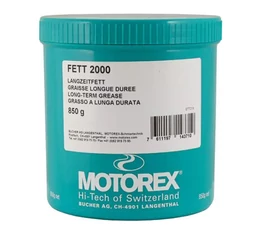 FETT 2000
LANGZEITFETT
GRAISSE LONGUE DUREE
LONG-TERM GREASE
GRASSO A LUNGA DURATA
850 g
MOTOREX
Hi-Tech of Switzerland
BUCHER AG, CH-4901 LANGENTHAL